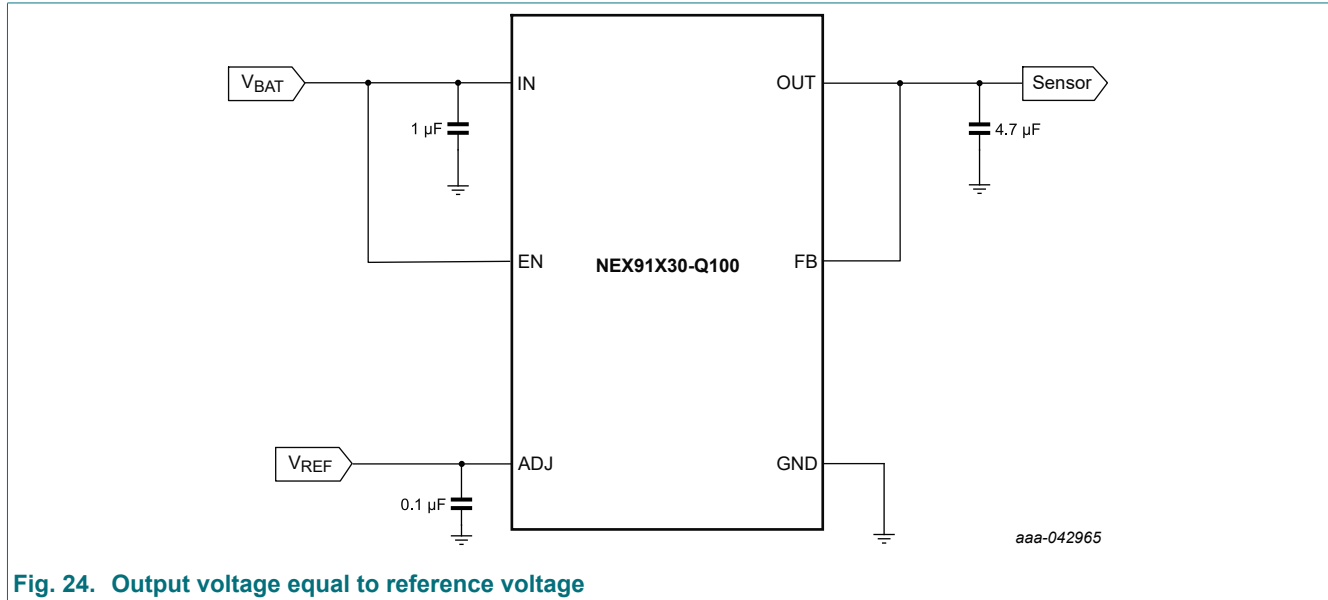 VBAT
IN
OUT
Sensor
1 µF
4.7 µF
EN
NEX91X30-Q100
FB
VREF
ADJ
GND
0.1 µF
aaa-042965
Fig. 24. Output voltage equal to reference voltage